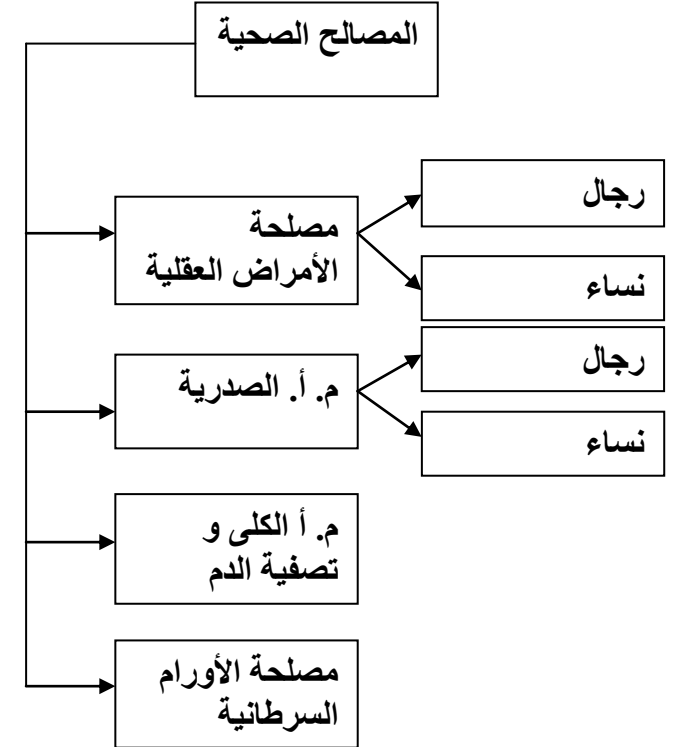 المصالح الصحية
مصلحة
الأمراض العقلية
رجال
نساء
م. أ. الصدرية
رجال
نساء
م. أ الكلى و
تصفية الدم
مصلحة الأورام
السرطانية